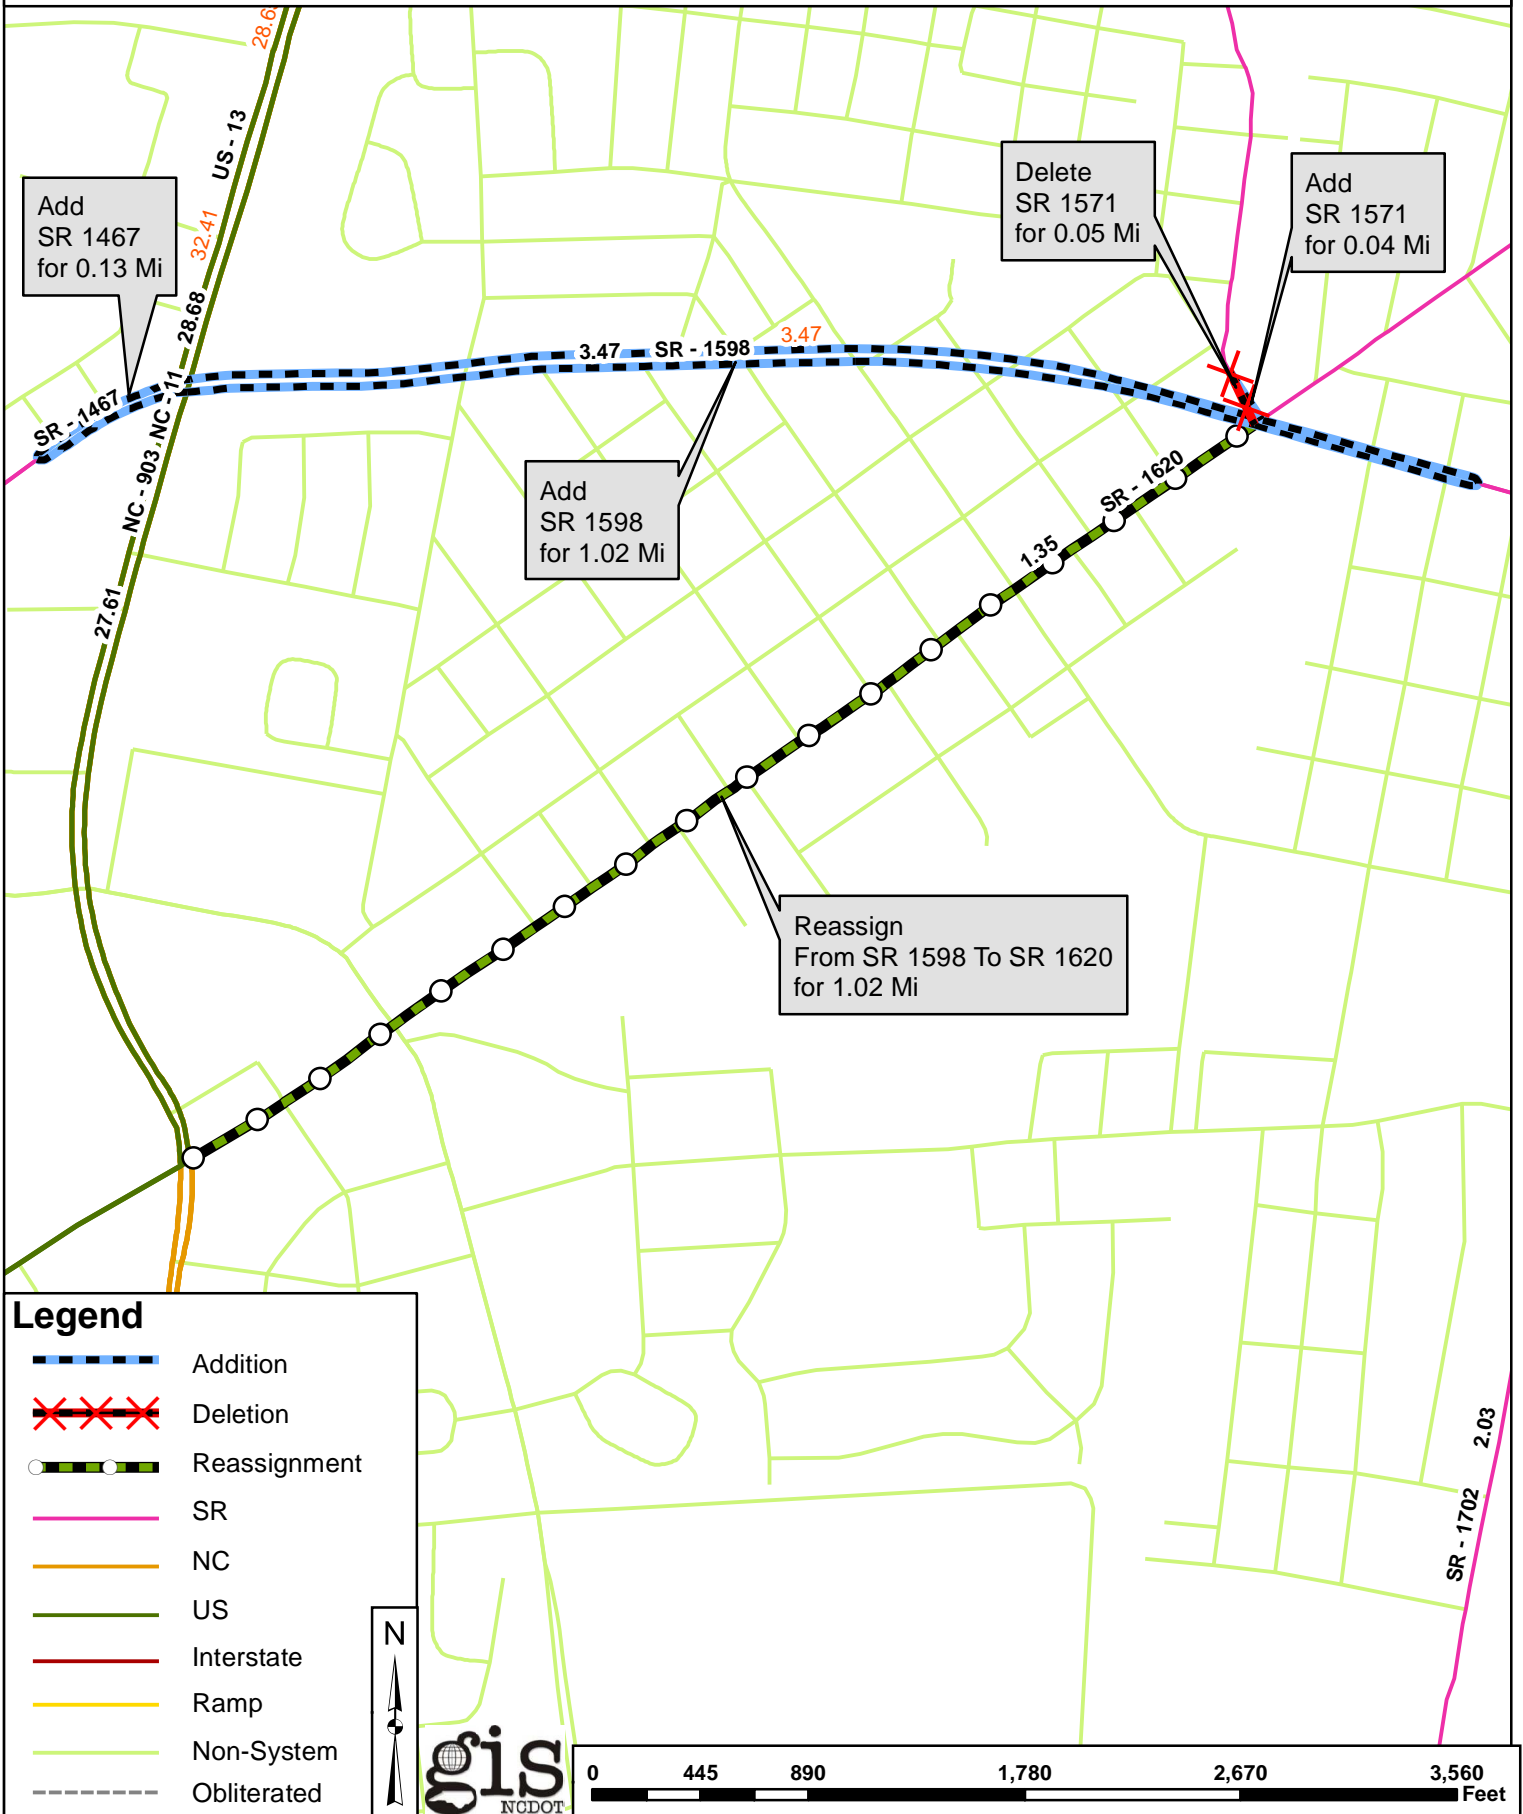 28.6
US - 13
32.41
Add
SR 1467
for 0.13 Mi
Delete
SR 1571
for 0.05 Mi
Add
SR 1571
for 0.04 Mi
28.68
3.47
SR - 1598
3.47
SR - 1467
NC - 11
NC - 903
27.61
Add
SR 1598
for 1.02 Mi
SR - 1620
1.35
Reassign
From SR 1598 To SR 1620
for 1.02 Mi
2.03
SR - 1702
Legend
Addition
Deletion
Reassignment
SR
NC
US
Interstate
Ramp
Non-System
Obliterated
N
gis
NCDOT
0 445 890 1,780 2,670 3,560
Feet